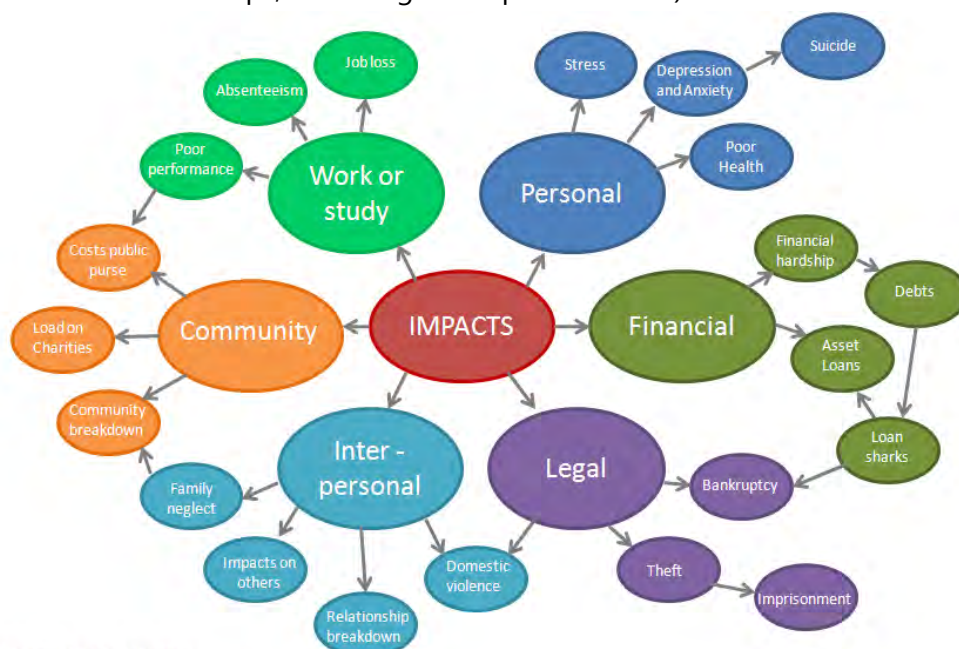 Job loss
Absenteeism
Poor
performance
Work or
study
Stress
Depression
and Anxiety
Suicide
Poor
Health
Personal
Costs public
purse
Load on
Charities
Community
breakdown
Community
IMPACTS
Financial
Financial
hardship
Debts
Asset
Loans
Loan
sharks
Inter -
personal
Family
neglect
Impacts on
others
Relationship
breakdown
Domestic
violence
Legal
Bankruptcy
Theft
Imprisonment